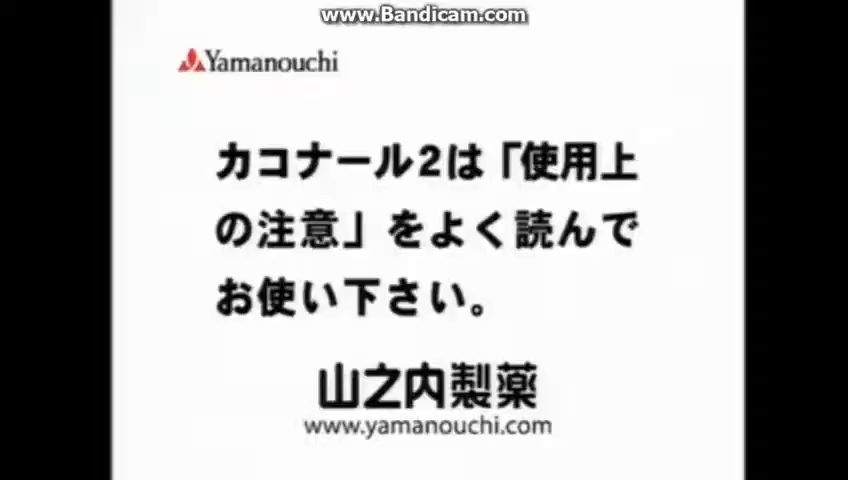 www.Bandicam.com
Yamanouchi
カコナール2は「使用上
の注意」をよく読んで
お使い下さい。
山之内製薬
www.yamanouchi.com